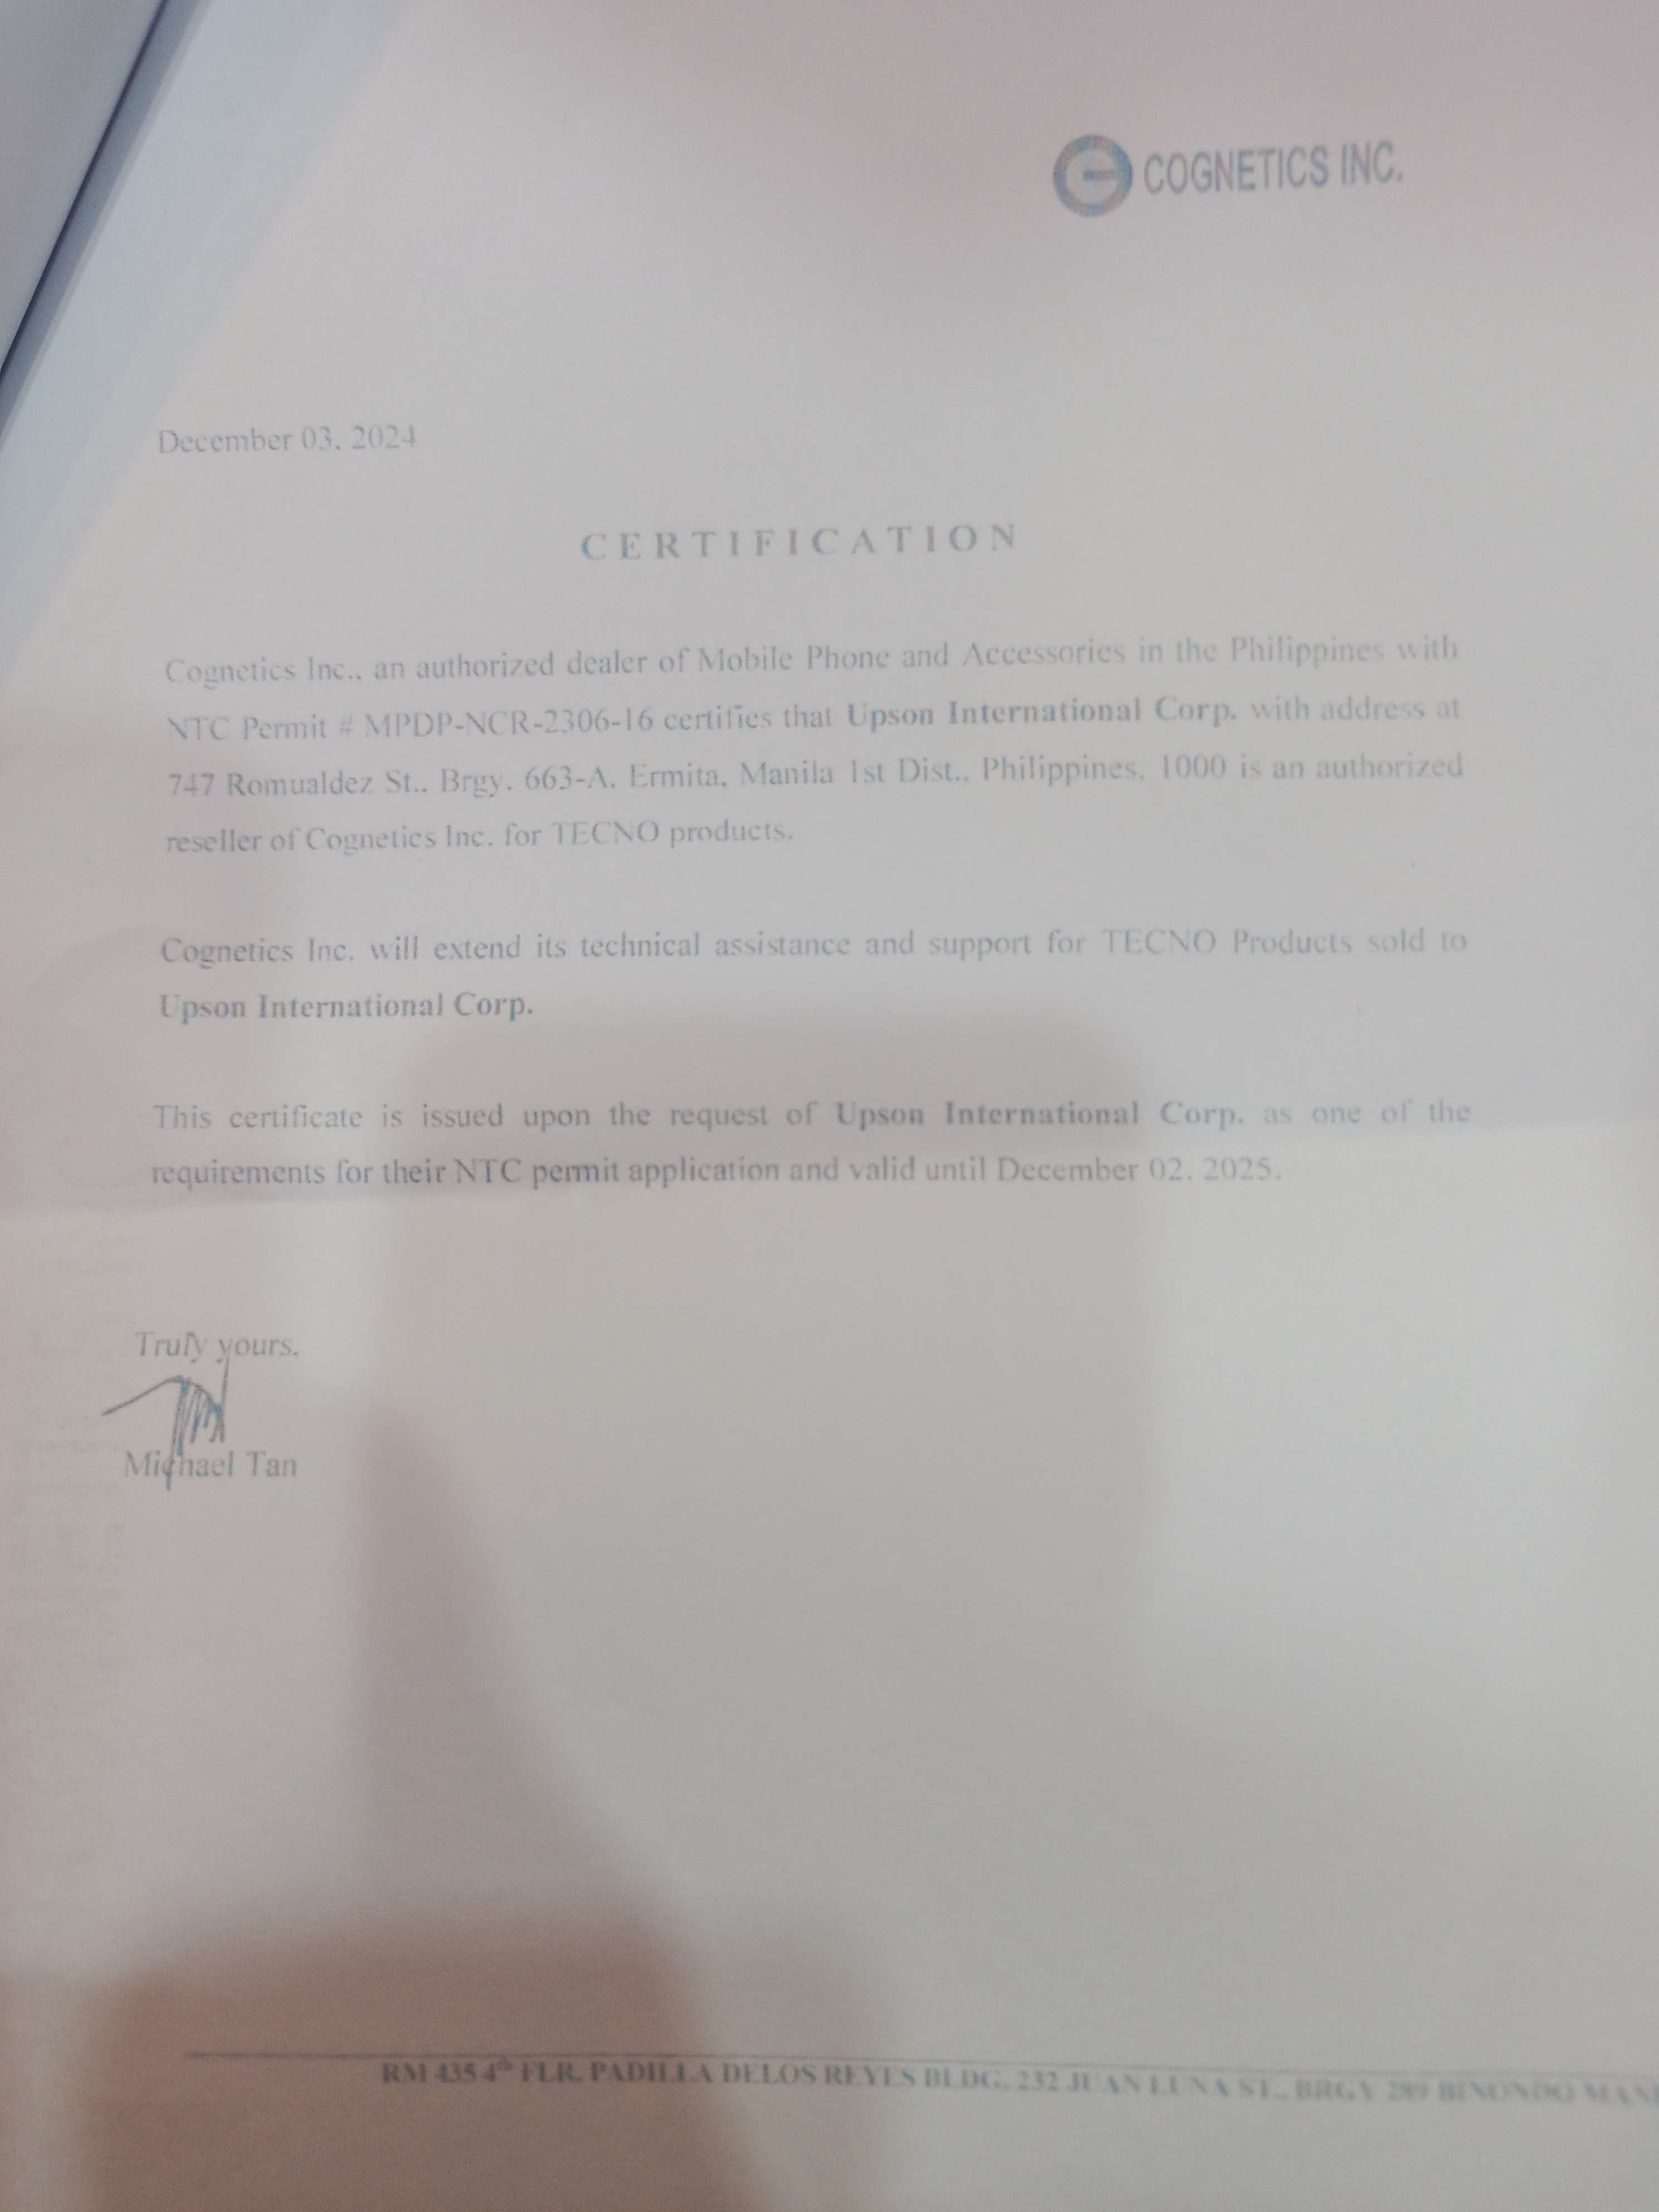 COGNETICS INC.
December 03, 2024
CERTIFICATION
Cognetics Inc., an authorized dealer of Mobile Phone and Accessories in the Philippines with
NTC Permit # MPDP-NCR-2306-16 certifies that Upson International Corp. with address at
747 Romualdez St., Brgy. 663-A, Ermita, Manila 1st Dist., Philippines, 1000 is an authorized
reseller of Cognetics Inc. for TECNO products.
Cognetics Inc. will extend its technical assistance and support for TECNO Products sold to
Upson International Corp.
This certificate is issued upon the request of Upson International Corp. as one of the
requirements for their NTC permit application and valid until December 02, 2025.
Truly yours,
Michael Tan
RM 435 4th FLR. PADILLA DELOS REYES BLDG. 232 JUAN LUNA ST., BRGY 289 BINONDO